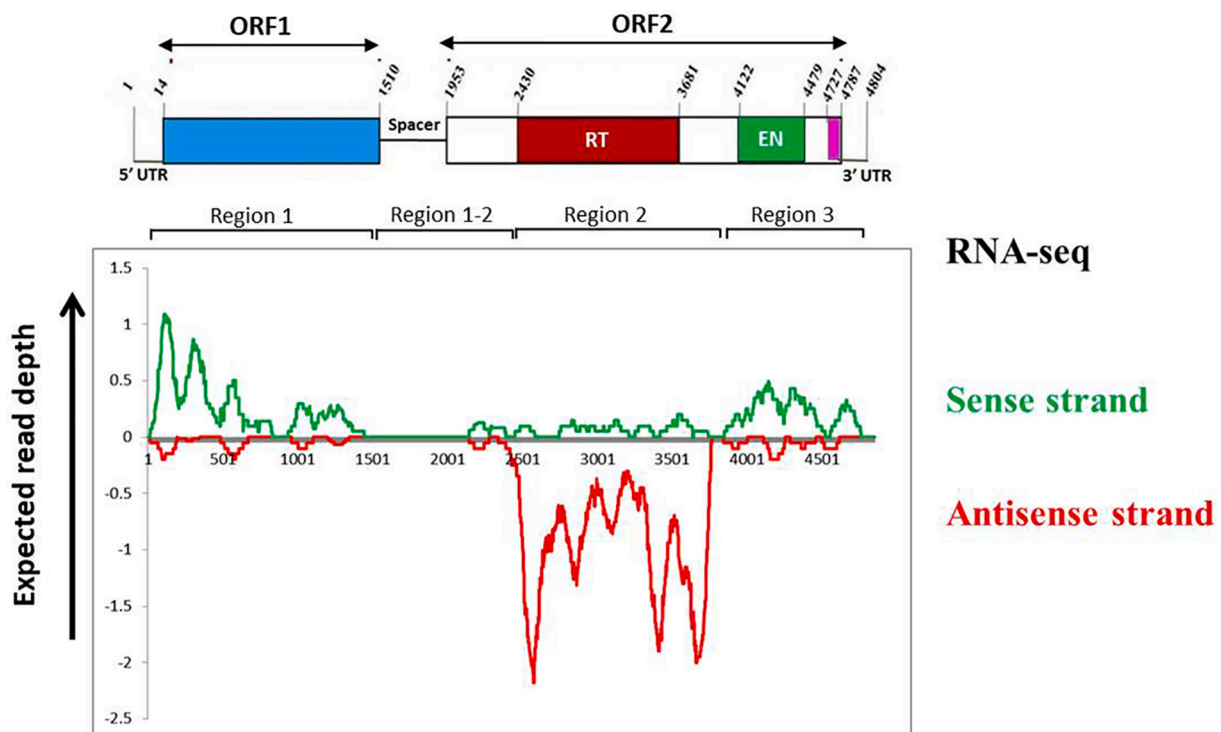 ORF1 ORF2
1 14 1510 1953 2430 3681 4122 4479 4727 4787 4804
Spacer RT EN
5' UTR 3' UTR
Region 1 Region 1-2 Region 2 Region 3
RNA-seq
Expected read depth
1.5
1
0.5
0
-0.5
-1
-1.5
-2
-2.5
1 501 1001 1501 2001 2501 3001 3501 4001 4501
Sense strand
Antisense strand